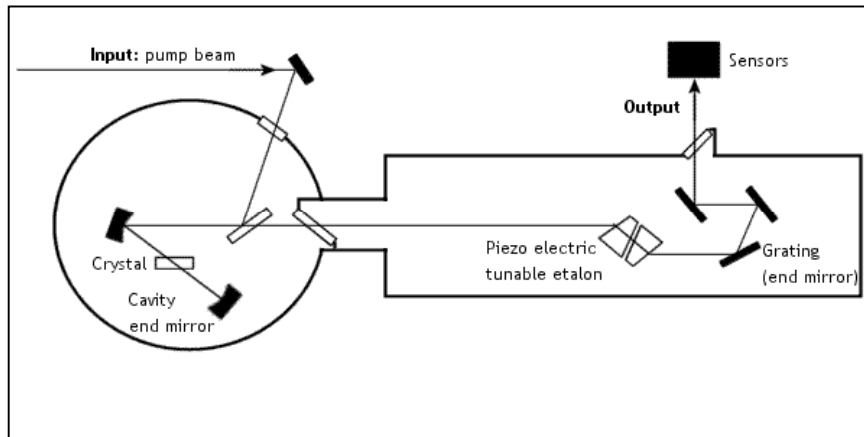 Input: pump beam
Sensors
Output
Crystal
Cavity
end mirror
Piezo electric
tunable etalon
Grating
(end mirror)